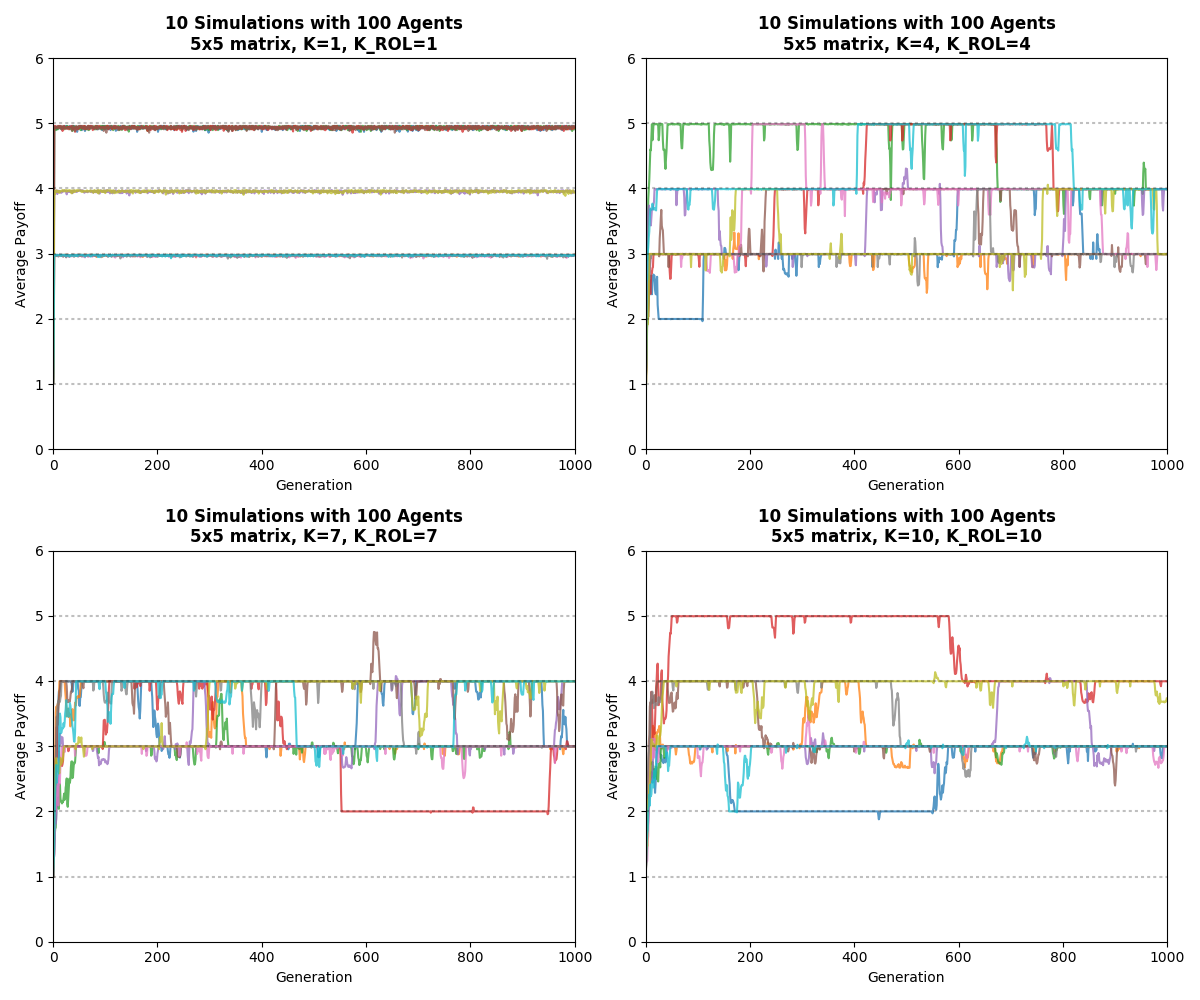 10 Simulations with 100 Agents
5x5 matrix, K=1, K_ROL=1
6
5
4
3
2
1
0
Average Payoff
0 200 400 600 800 1000
Generation
10 Simulations with 100 Agents
5x5 matrix, K=4, K_ROL=4
6
5
4
3
2
1
0
Average Payoff
0 200 400 600 800 1000
Generation
10 Simulations with 100 Agents
5x5 matrix, K=7, K_ROL=7
6
5
4
3
2
1
0
Average Payoff
0 200 400 600 800 1000
Generation
10 Simulations with 100 Agents
5x5 matrix, K=10, K_ROL=10
6
5
4
3
2
1
0
Average Payoff
0 200 400 600 800 1000
Generation